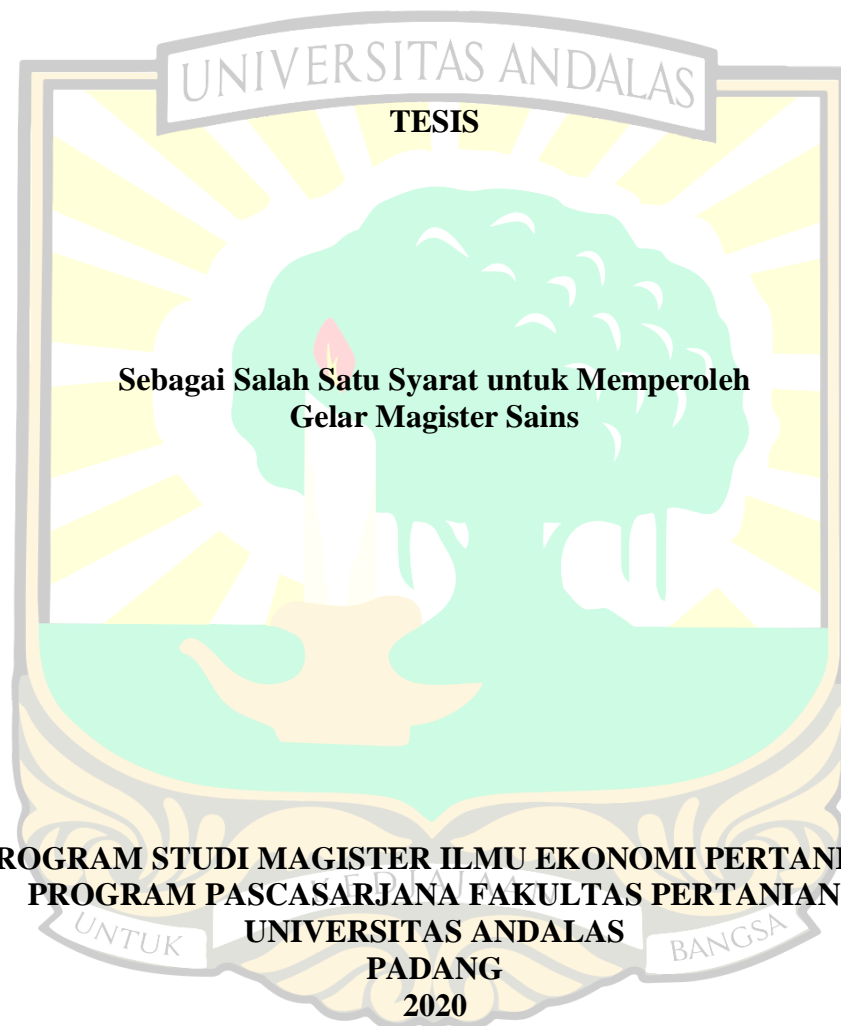 UNIVERSITAS ANDALAS
TESIS
Sebagai Salah Satu Syarat untuk Memperoleh
Gelar Magister Sains
ROGRAM STUDI MAGISTER ILMU EKONOMI PERTANI
PROGRAM PASCASARJANA FAKULTAS PERTANIAN
KEDJAJAAN
UNTUK
UNIVERSITAS ANDALAS
BANGSA
PADANG
2020